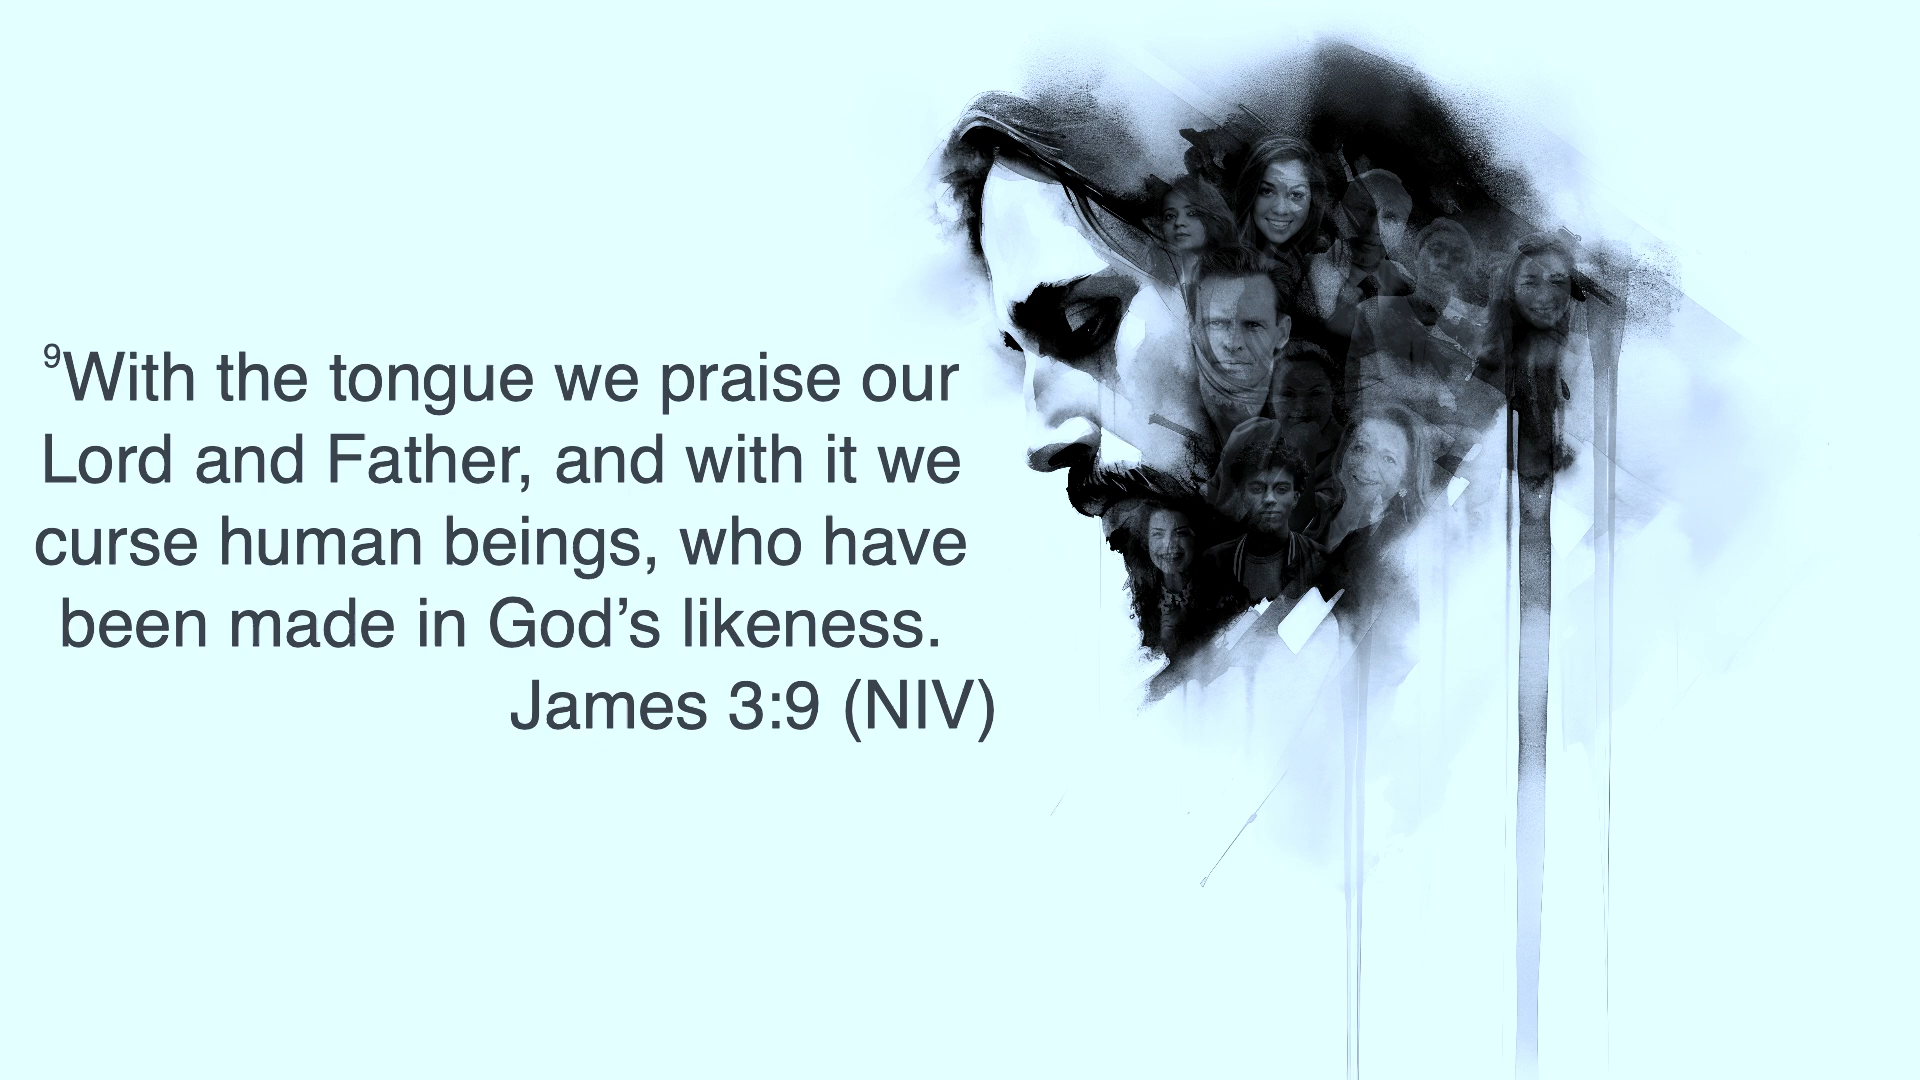 ⁹With the tongue we praise our
Lord and Father, and with it we
curse human beings, who have
been made in God’s likeness.
James 3:9 (NIV)